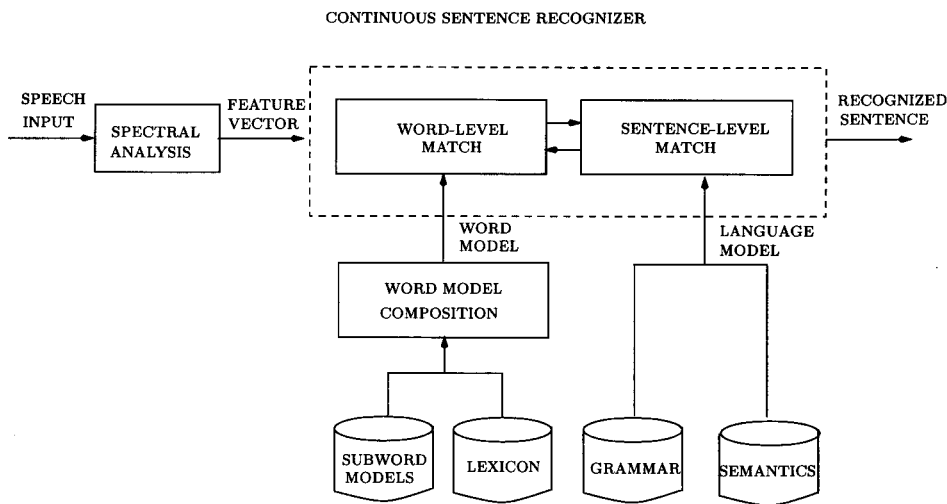 CONTINUOUS SENTENCE RECOGNIZER
SPEECH
INPUT
SPECTRAL
ANALYSIS
FEATURE
VECTOR
WORD-LEVEL
MATCH
SENTENCE-LEVEL
MATCH
RECOGNIZED
SENTENCE
WORD
MODEL
LANGUAGE
MODEL
WORD MODEL
COMPOSITION
SUBWORD
MODELS
LEXICON
GRAMMAR
SEMANTICS